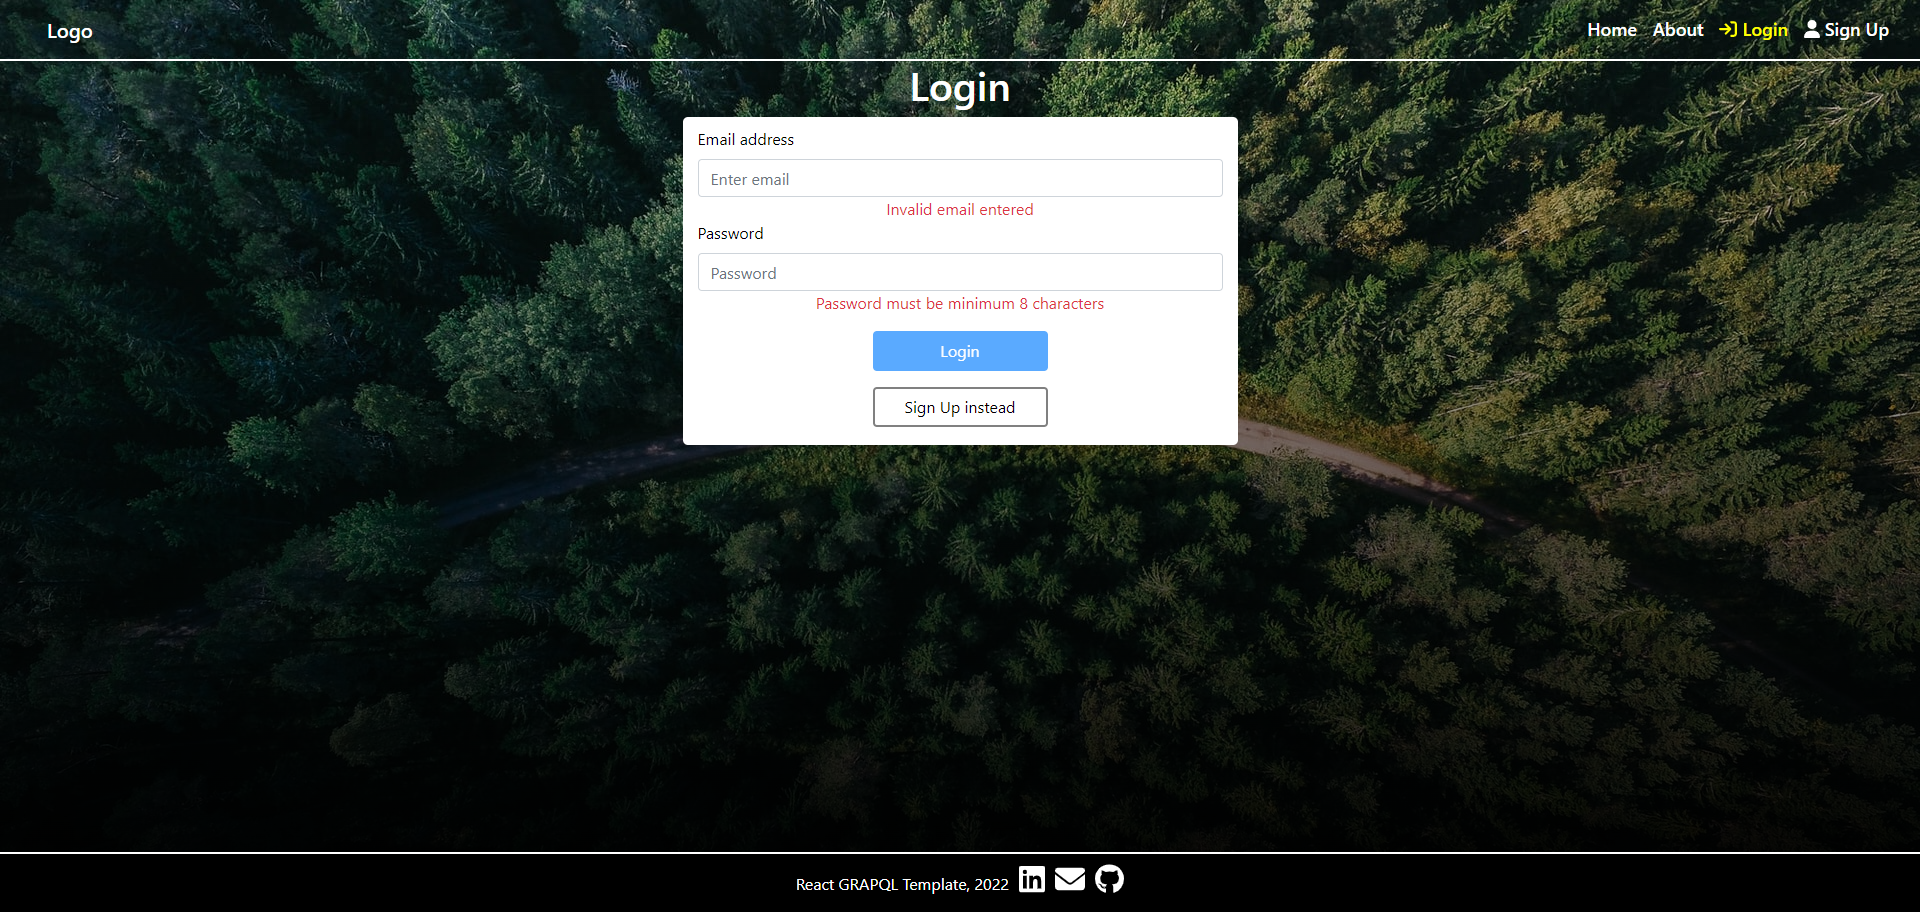 Logo
Home About Login Sign Up
Login
Email address
Enter email
Invalid email entered
Password
Password
Password must be minimum 8 characters
Login
Sign Up instead
React GRAPQL Template, 2022 in